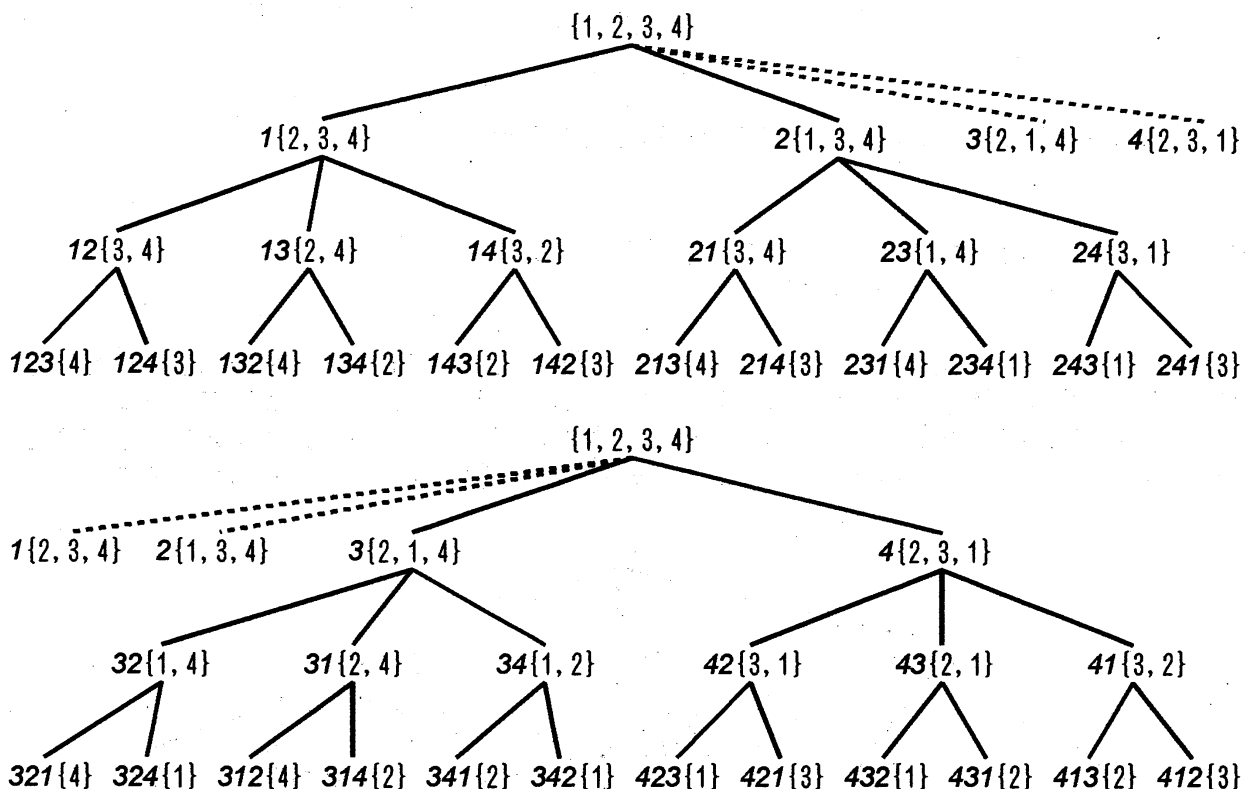 {1, 2, 3, 4}
1{2, 3, 4} 2{1, 3, 4} 3{2, 1, 4} 4{2, 3, 1}
12{3, 4} 13{2, 4} 14{3, 2} 21{3, 4} 23{1, 4} 24{3, 1}
123{4} 124{3} 132{4} 134{2} 143{2} 142{3} 213{4} 214{3} 231{4} 234{1} 243{1} 241{3}
{1, 2, 3, 4}
1{2, 3, 4} 2{1, 3, 4} 3{2, 1, 4} 4{2, 3, 1}
32{1, 4} 31{2, 4} 34{1, 2} 42{3, 1} 43{2, 1} 41{3, 2}
321{4} 324{1} 312{4} 314{2} 341{2} 342{1} 423{1} 421{3} 432{1} 431{2} 413{2} 412{3}